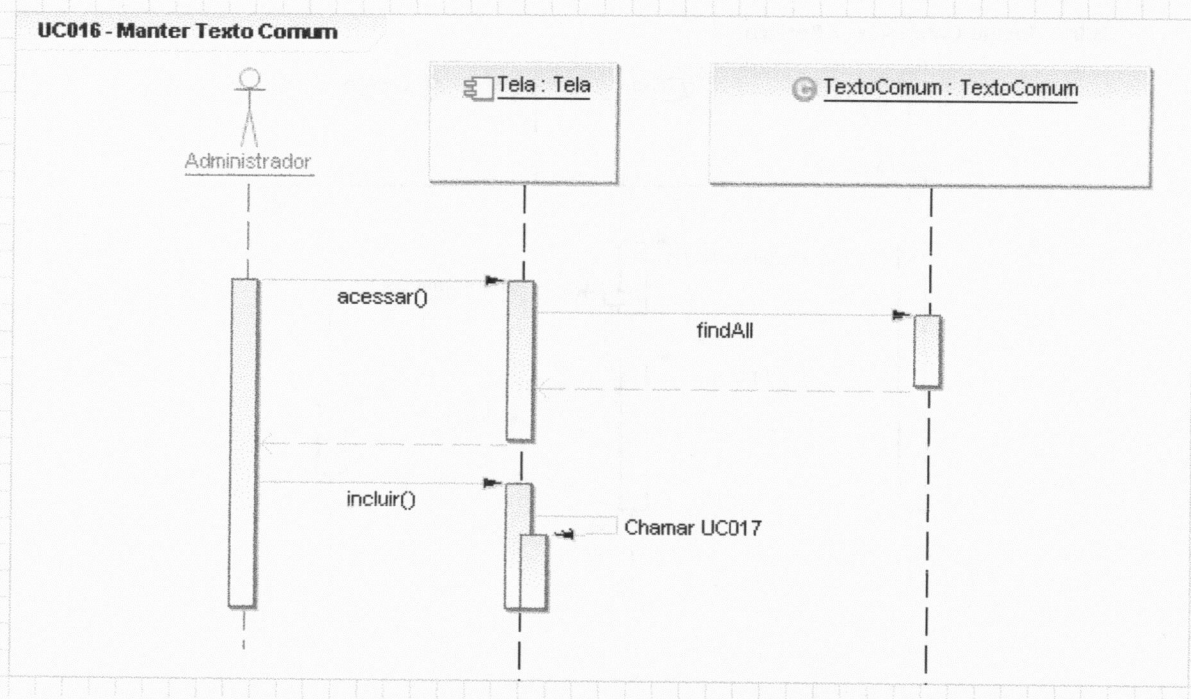 UC016 - Manter Texto Comum
Administrador
Tela : Tela
TextoComum : TextoComum
acessar()
findAll
incluir()
Chamar UC017